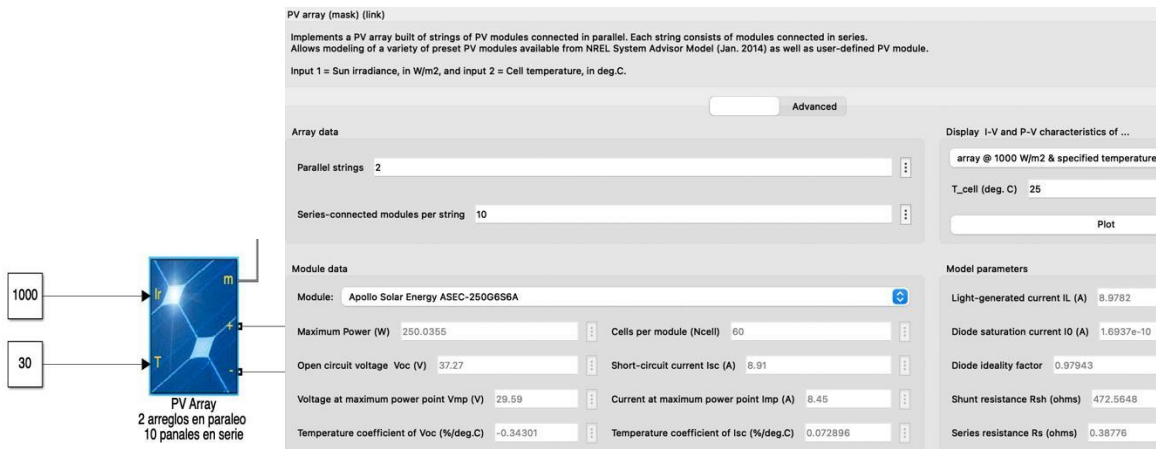 PV array (mask) (link)
Implements a PV array built of strings of PV modules connected in parallel. Each string consists of modules connected in series.
Allows modeling of a variety of preset PV modules available from NREL System Advisor Model (Jan. 2014) as well as user-defined PV module.
Input 1 = Sun irradiance, in W/m2, and input 2 = Cell temperature, in deg.C.
Advanced
Array data
Parallel strings 2
Series-connected modules per string 10
Display I-V and P-V characteristics of ...
array @ 1000 W/m2 & specified temperature
T_cell (deg. C) 25
Plot
Module data
Module: Apollo Solar Energy ASEC-250G6S6A
Maximum Power (W) 250.0355 Cells per module (Ncell) 60
Open circuit voltage Voc (V) 37.27 Short-circuit current Isc (A) 8.91
Voltage at maximum power point Vmp (V) 29.59 Current at maximum power point Imp (A) 8.45
Temperature coefficient of Voc (%/deg.C) -0.34301 Temperature coefficient of Isc (%/deg.C) 0.072896
Model parameters
Light-generated current IL (A) 8.9782
Diode saturation current I0 (A) 1.6937e-10
Diode ideality factor 0.97943
Shunt resistance Rsh (ohms) 472.5648
Series resistance Rs (ohms) 0.38776
1000
30
Ir
T
m
+
-
PV Array
2 arreglos en paraleo
10 panales en serie